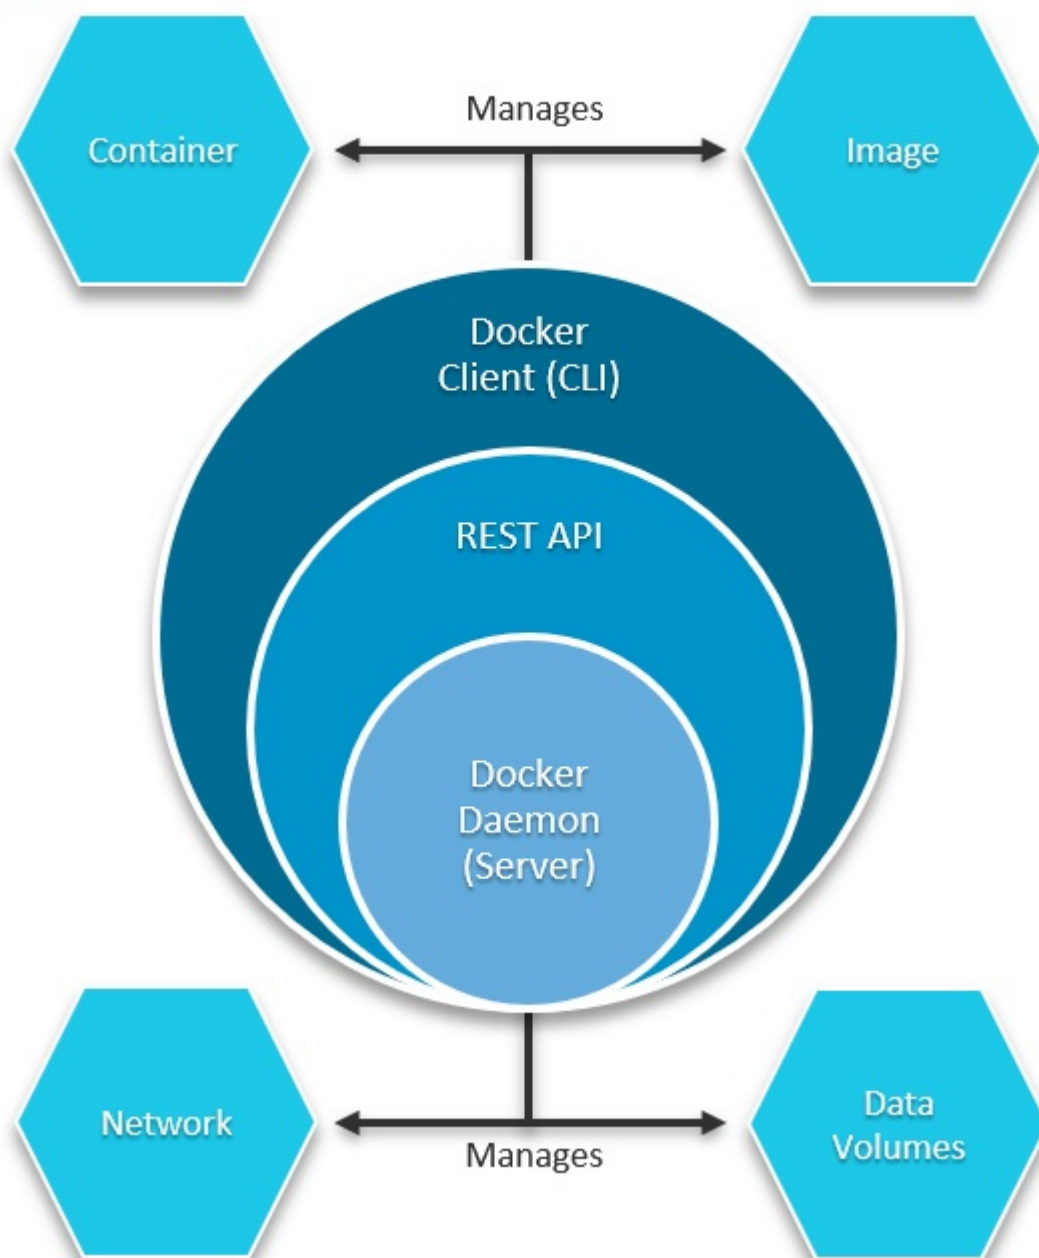 Manages
Container
Image
Docker
Client (CLI)
REST API
Docker
Daemon
(Server)
Network
Data
Volumes
Manages